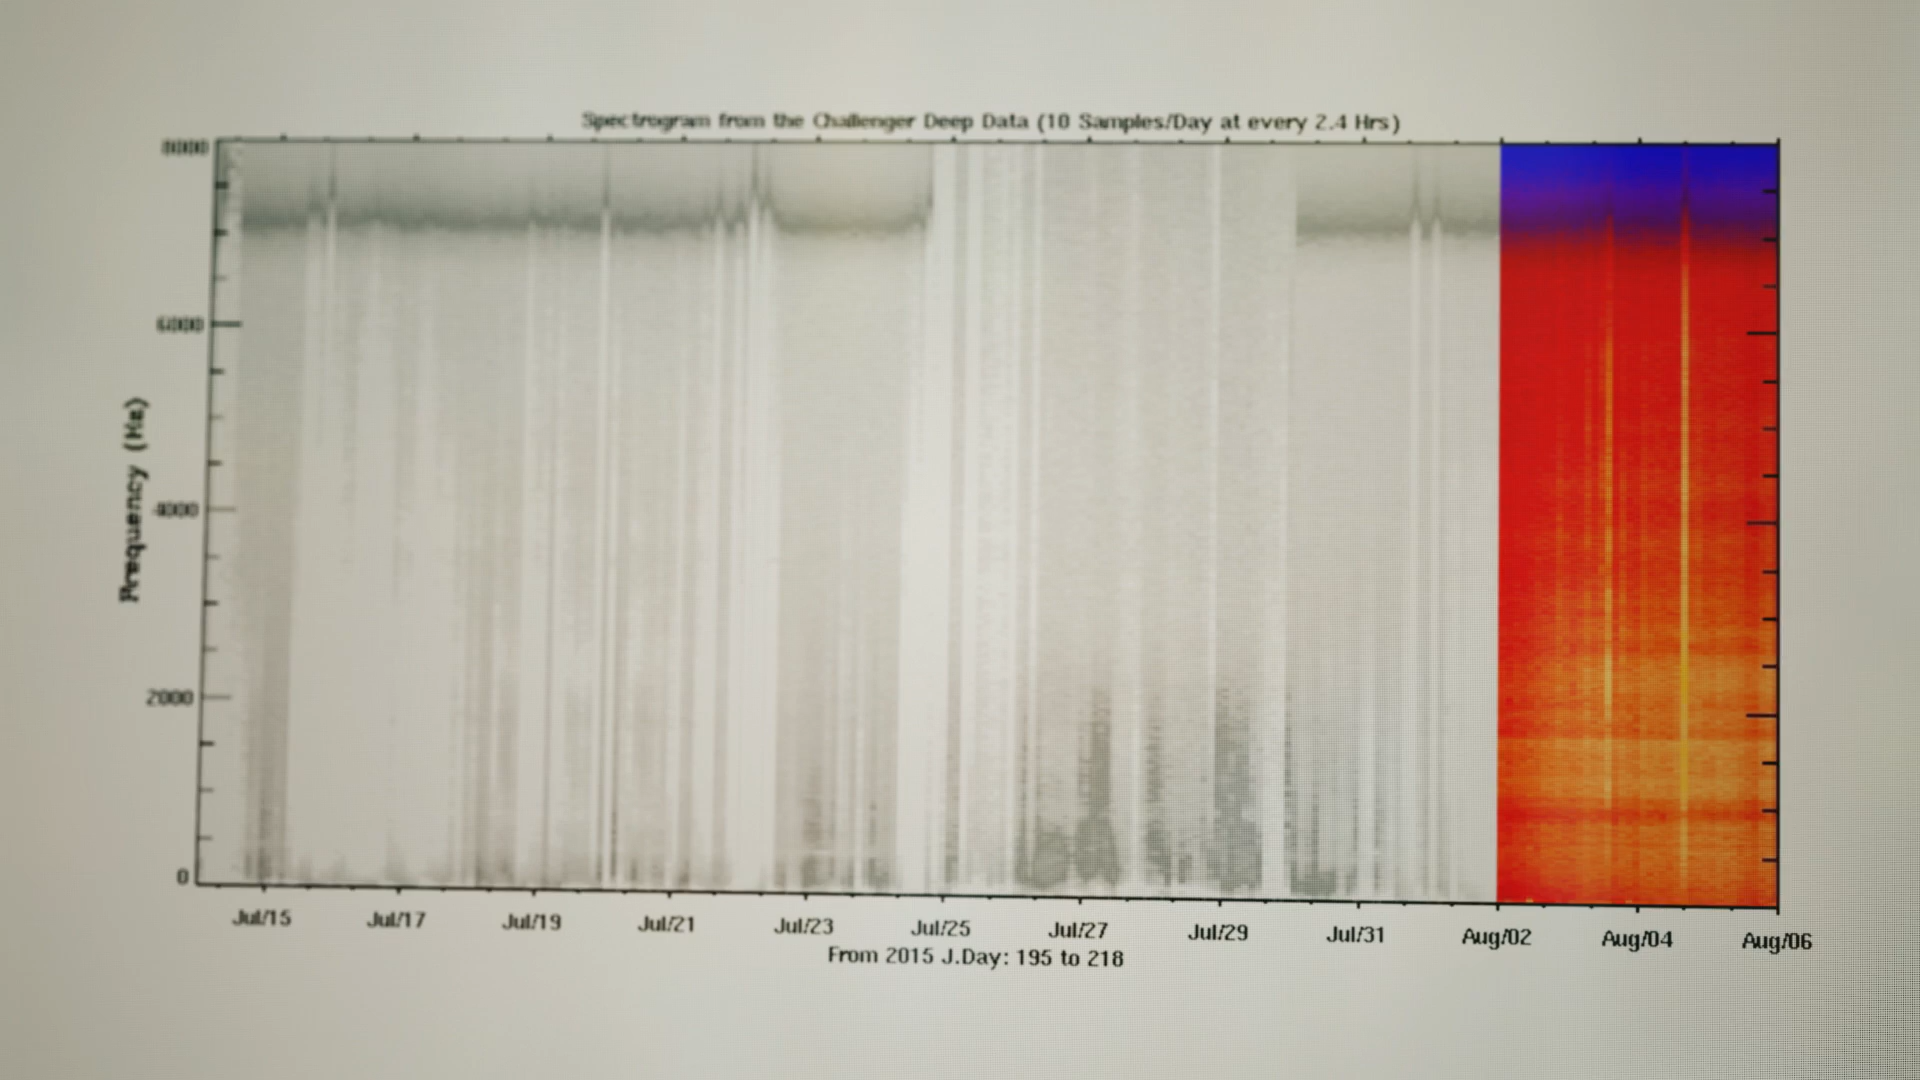 Spectrogram from the Challenger Deep Data (10 Samples/Day at every 2.4 Hrs)
8000
6000
4000
2000
0
Frequency (Hz)
Jul/15 Jul/17 Jul/19 Jul/21 Jul/23 Jul/25 Jul/27 Jul/29 Jul/31 Aug/02 Aug/04 Aug/06
From 2015 J.Day: 195 to 218